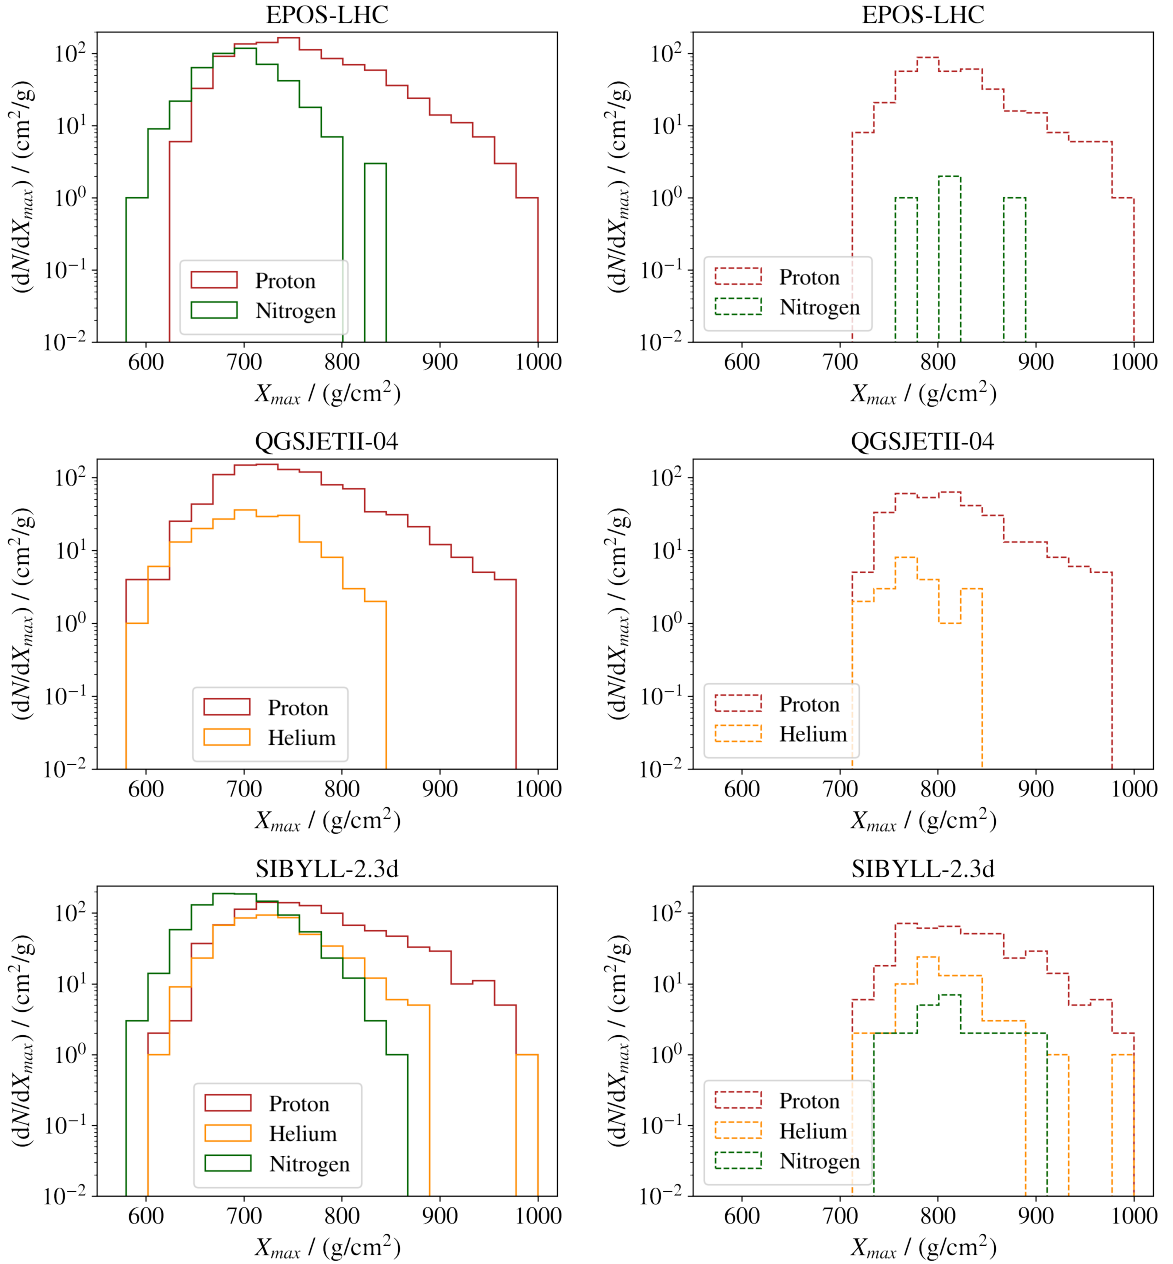 EPOS-LHC
(dN/dX_max) / (cm²/g)
10²
10¹
10⁰
10⁻¹
10⁻²
Proton
Nitrogen
600 700 800 900 1000
X_max / (g/cm²)
EPOS-LHC
(dN/dX_max) / (cm²/g)
10²
10¹
10⁰
10⁻¹
10⁻²
Proton
Nitrogen
600 700 800 900 1000
X_max / (g/cm²)
QGSJETII-04
(dN/dX_max) / (cm²/g)
10²
10¹
10⁰
10⁻¹
10⁻²
Proton
Helium
600 700 800 900 1000
X_max / (g/cm²)
QGSJETII-04
(dN/dX_max) / (cm²/g)
10²
10¹
10⁰
10⁻¹
10⁻²
Proton
Helium
600 700 800 900 1000
X_max / (g/cm²)
SIBYLL-2.3d
(dN/dX_max) / (cm²/g)
10²
10¹
10⁰
10⁻¹
10⁻²
Proton
Helium
Nitrogen
600 700 800 900 1000
X_max / (g/cm²)
SIBYLL-2.3d
(dN/dX_max) / (cm²/g)
10²
10¹
10⁰
10⁻¹
10⁻²
Proton
Helium
Nitrogen
600 700 800 900 1000
X_max / (g/cm²)